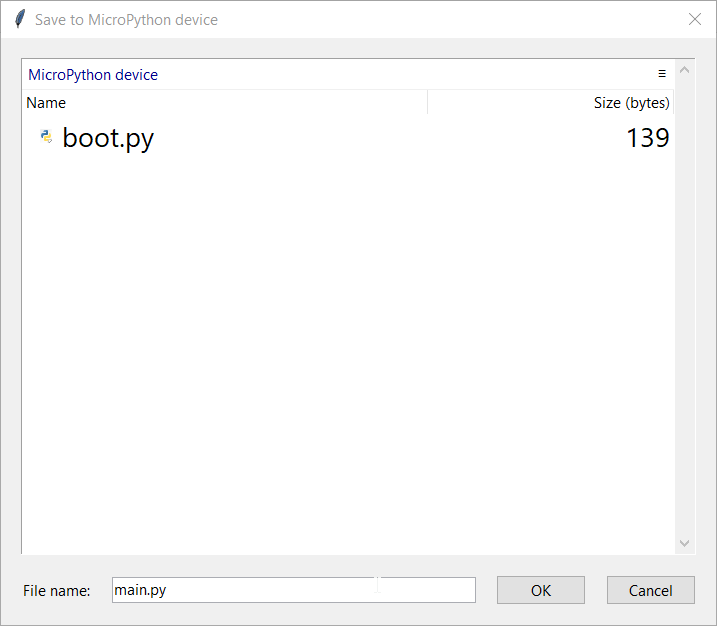 Save to MicroPython device
MicroPython device
Name Size (bytes)
boot.py 139
File name: main.py OK Cancel